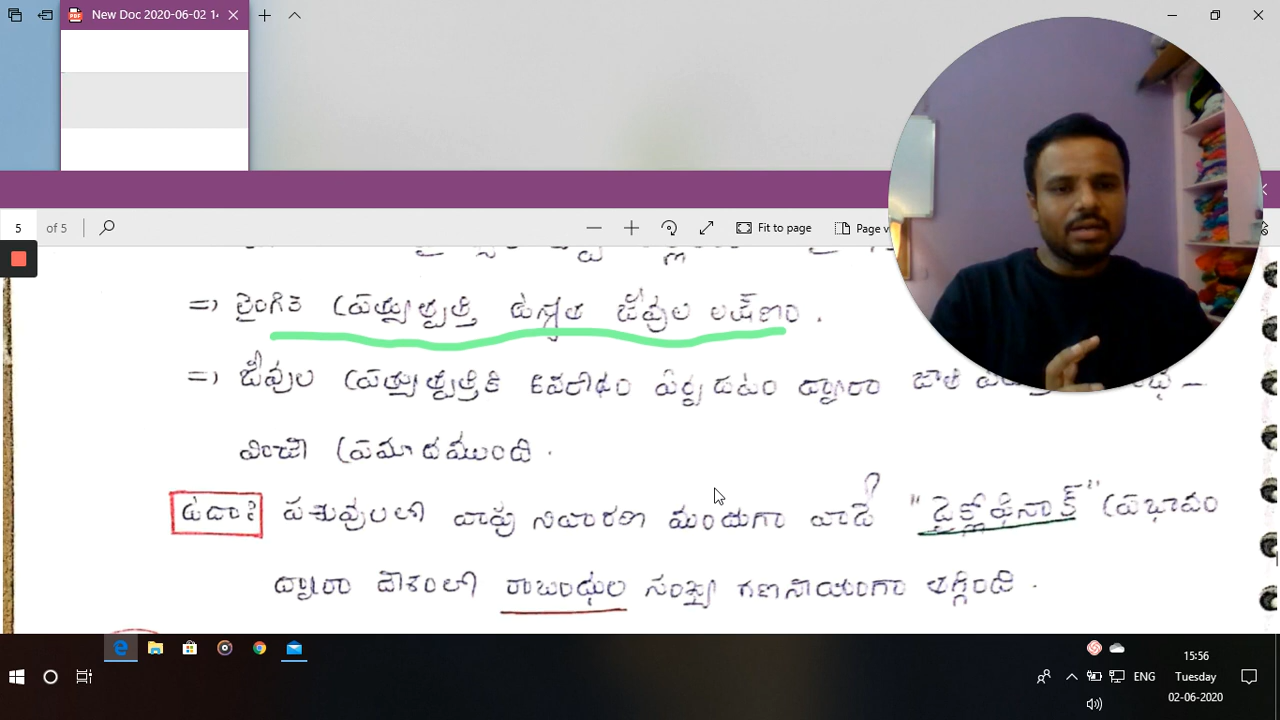 New Doc 2020-06-02 14
5 of 5
Fit to page
Page v
=> లైంగిక ప్రత్యుత్పత్తి ఉన్నత జీవుల లక్షణం .
=> జీవుల ప్రత్యుత్పత్తికి అవరోధం ఏర్పడటం ద్వారా జాతి
ప్రమాదముంది .
ఉదా: పశువులలో వాపు నివారణ మందుగా వాడే "డైక్లోఫినాక్" ప్రభావం
ద్వారా దేశంలో రాబందుల సంఖ్య గణనీయంగా తగ్గింది .
ENG
15:56
Tuesday
02-06-2020